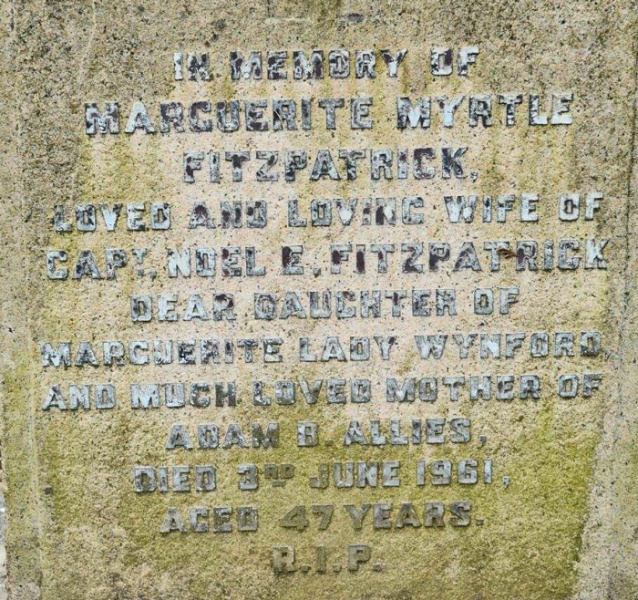 IN MEMORY OF
MARGUERITE MYRTLE
FITZPATRICK,
LOVED AND LOVING WIFE OF
CAPT. NOEL E. FITZPATRICK
DEAR DAUGHTER OF
MARGUERITE LADY WYNFORD,
AND MUCH LOVED MOTHER OF
ADAM B. ALLIES,
DIED 3RD JUNE 1961,
AGED 47 YEARS.
R.I.P.